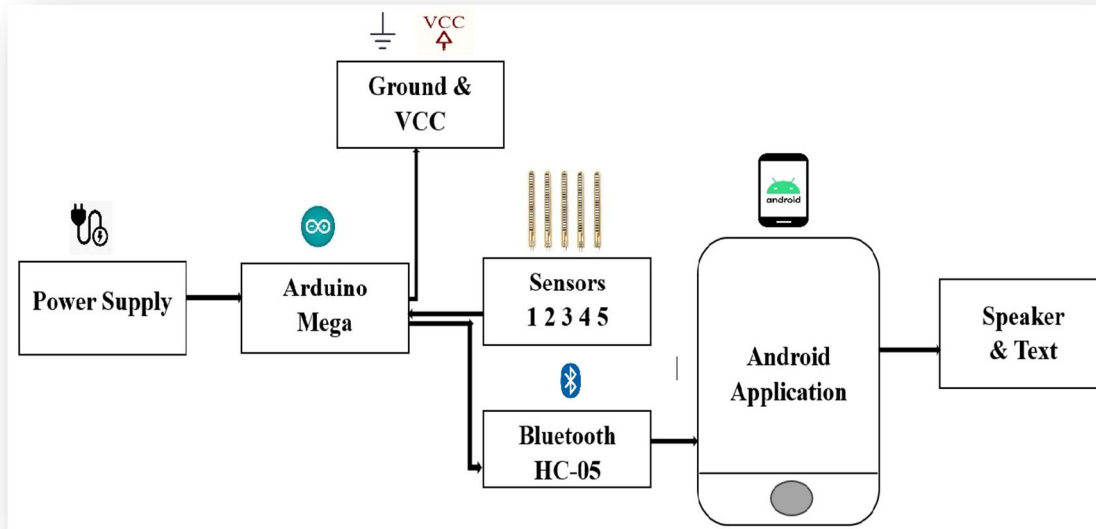 VCC
Ground &
VCC
android
Power Supply
Arduino
Mega
Sensors
1 2 3 4 5
Bluetooth
HC-05
Android
Application
Speaker
& Text